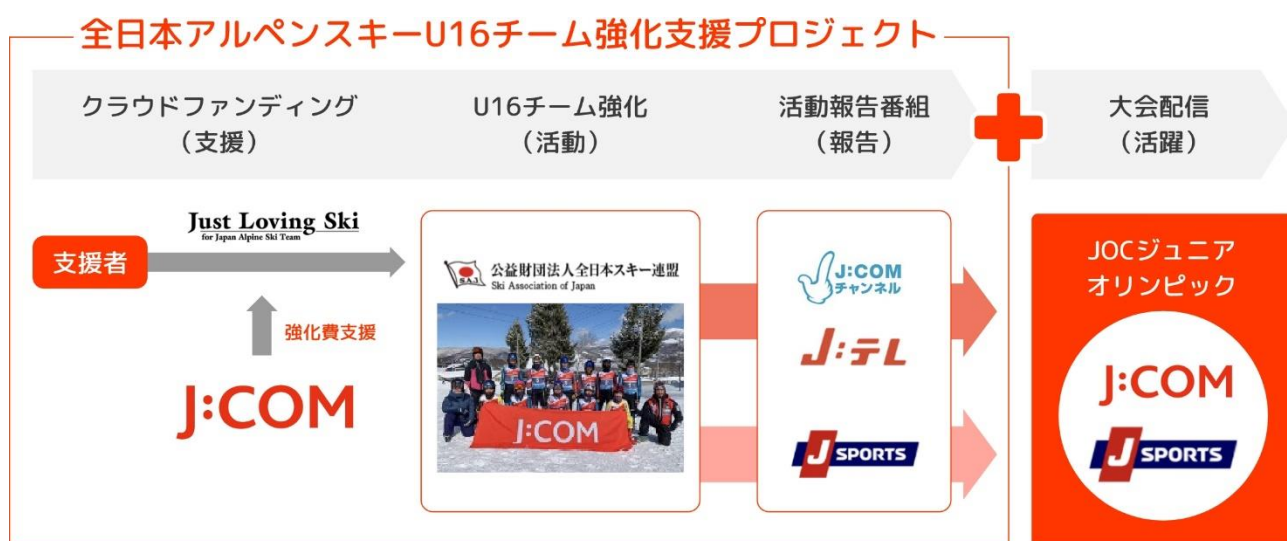 全日本アルペンスキーU16チーム強化支援プロジェクト
クラウドファンディング
（支援）
U16チーム強化
（活動）
活動報告番組
（報告）
大会配信
（活躍）
Just Loving Ski
for Japan Alpine Ski Team
支援者
強化費支援
J:COM
S.A.J
公益財団法人全日本スキー連盟
Ski Association of Japan
J:COM
J:COM
チャンネル
J:テレ
J SPORTS
JOCジュニア
オリンピック
J:COM
J SPORTS